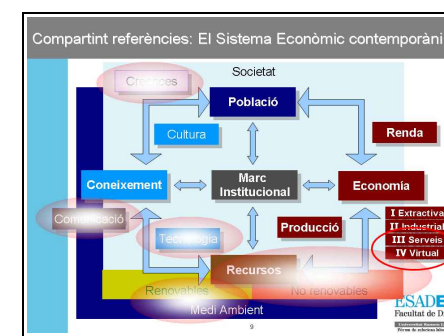 Compartint referències: El Sistema Econòmic contemporàni
Societat
Creences
Població
Cultura
Renda
Coneixement
Marc
Institucional
Economia
Comunicació
Tecnologia
Producció
I Extractiva
II Industrial
III Serveis
IV Virtual
Recursos
Renovables
No renovables
Medi Ambient
9
ESADE
Facultat de D